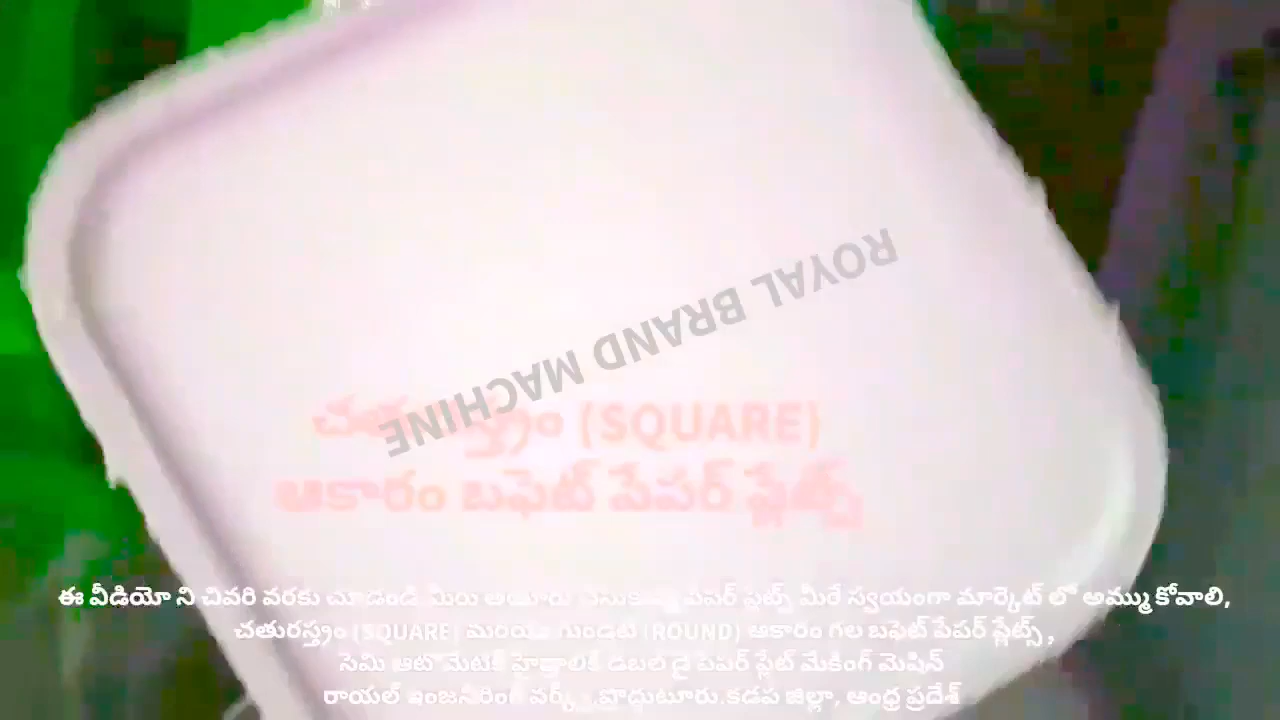 ROYAL BRAND MACHINE
చతురస్త్రం (SQUARE)
ఆకారం బఫెట్ పేపర్ ప్లేట్స్
ఈ వీడియో ని చివరి వరకు చూడండి మీరు తయారు చేసుకున్న పేపర్ ప్లేట్స్ మీరే స్వయంగా మార్కెట్ లో అమ్ము కోవాలి,
చతురస్త్రం (SQUARE) మరియు గుండటి (ROUND) ఆకారం గల బఫెట్ పేపర్ ప్లేట్స్ ,
సెమి ఆటోమేటిక్ హైడ్రాలిక్ డబల్ డై పేపర్ ప్లేట్ మేకింగ్ మెషిన్
రాయల్ ఇంజనీరింగ్ వర్క్స్,ప్రొద్దుటూరు.కడప జిల్లా, ఆంధ్ర ప్రదేశ్